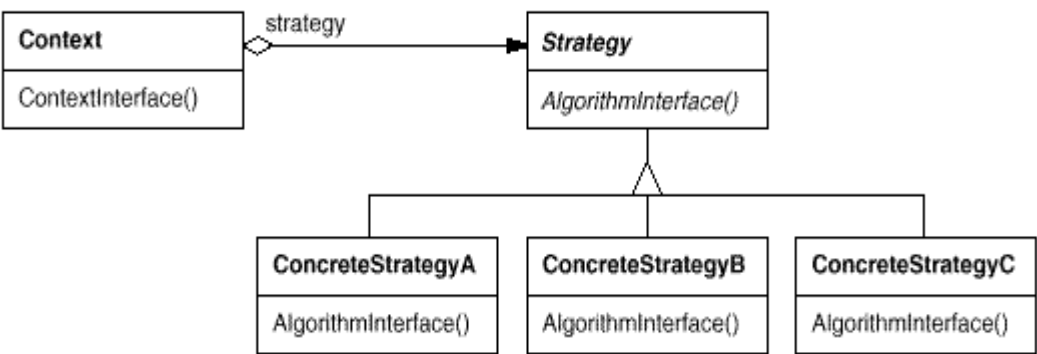 strategy
Context
Strategy
ContextInterface()
AlgorithmInterface()
ConcreteStrategyA
ConcreteStrategyB
ConcreteStrategyC
AlgorithmInterface()
AlgorithmInterface()
AlgorithmInterface()